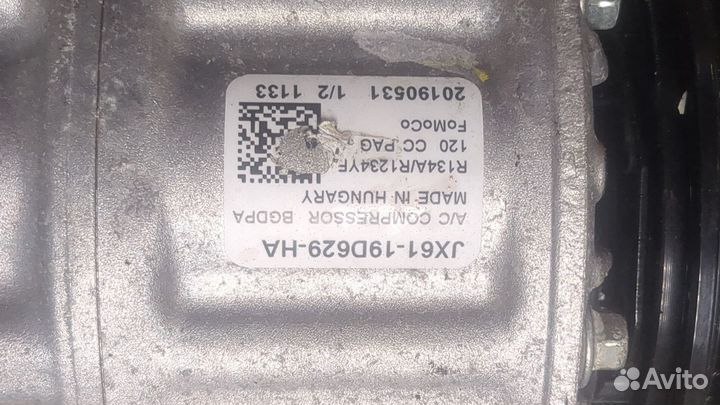 JX61-19D629-HA
A/C COMPRESSOR BGDPA
MADE IN HUNGARY
R134A/R1234YF
120 CC PAG
FoMoCo
20190531 1/2 1133
Avito